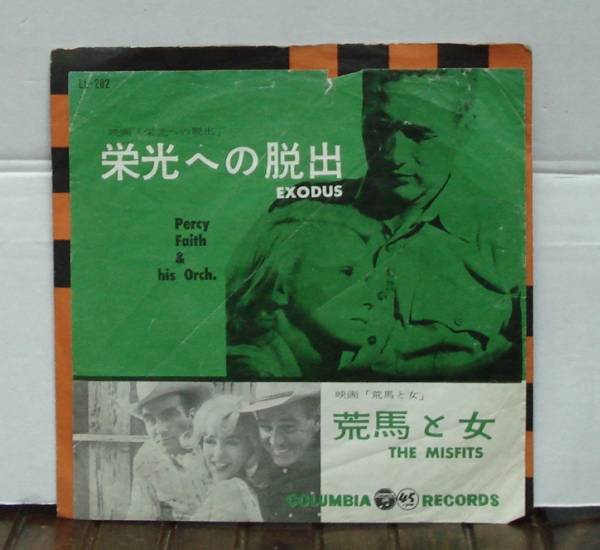 LL-202
映画「栄光への脱出」
栄光への脱出
EXODUS
Percy
Faith
&
his Orch.
映画「荒馬と女」
荒馬と女
THE MISFITS
COLUMBIA 45 RECORDS